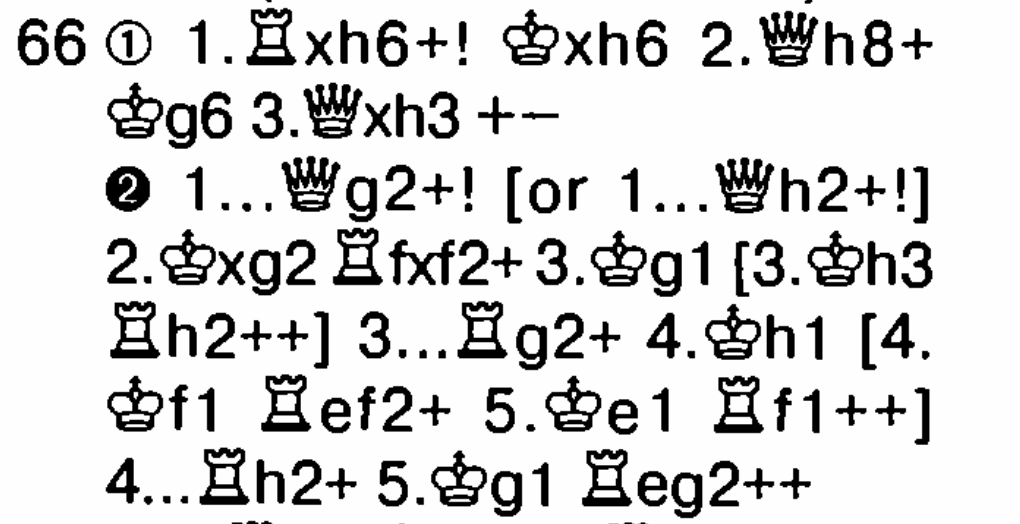 66 ① 1.♖xh6+! ♔xh6 2.♕h8+
♔g6 3.♕xh3 +−
❷ 1...♕g2+! [or 1...♕h2+!]
2.♔xg2 ♖fxf2+ 3.♔g1 [3.♔h3
♖h2++] 3...♖g2+ 4.♔h1 [4.
♔f1 ♖ef2+ 5.♔e1 ♖f1++]
4...♖h2+ 5.♔g1 ♖eg2++